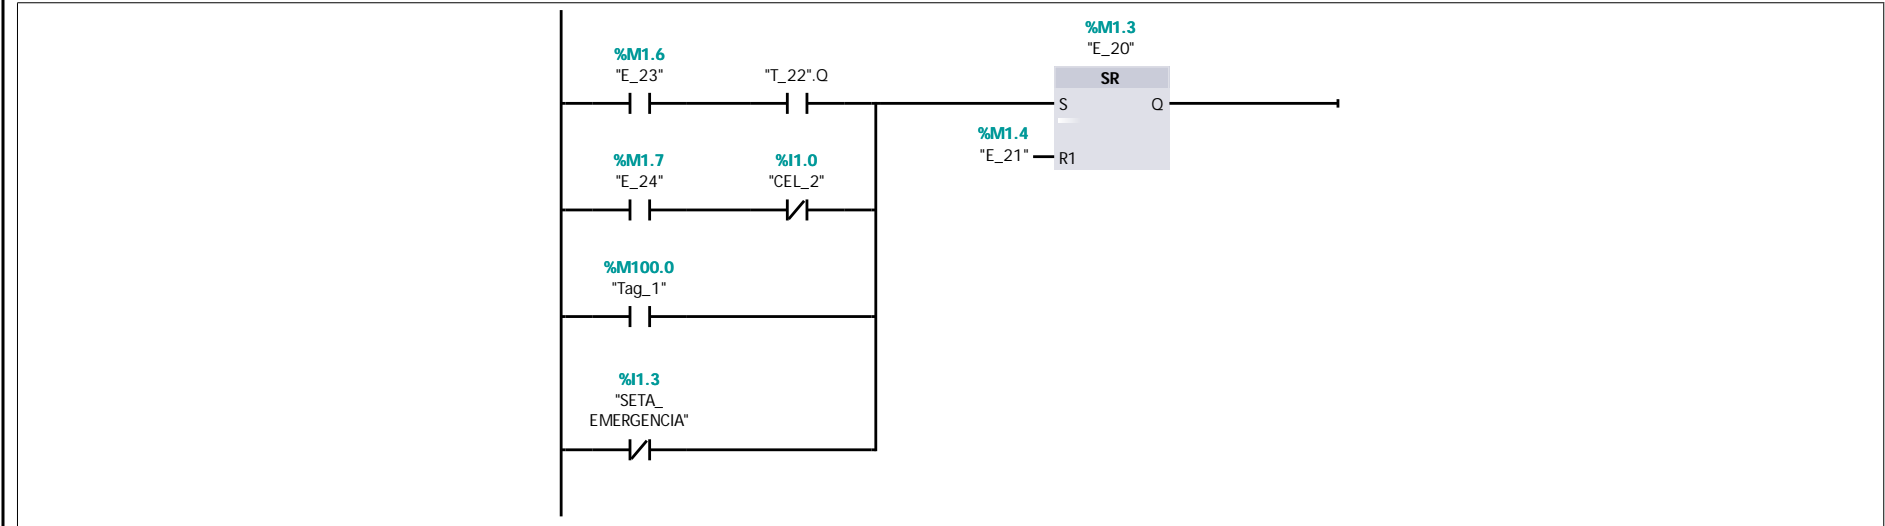 %M1.3
"E_20"
%M1.6
"E_23"
"T_22".Q
SR
S
Q
%M1.4
"E_21"
R1
%M1.7
"E_24"
%I1.0
"CEL_2"
%M100.0
"Tag_1"
%I1.3
"SETA_
EMERGENCIA"